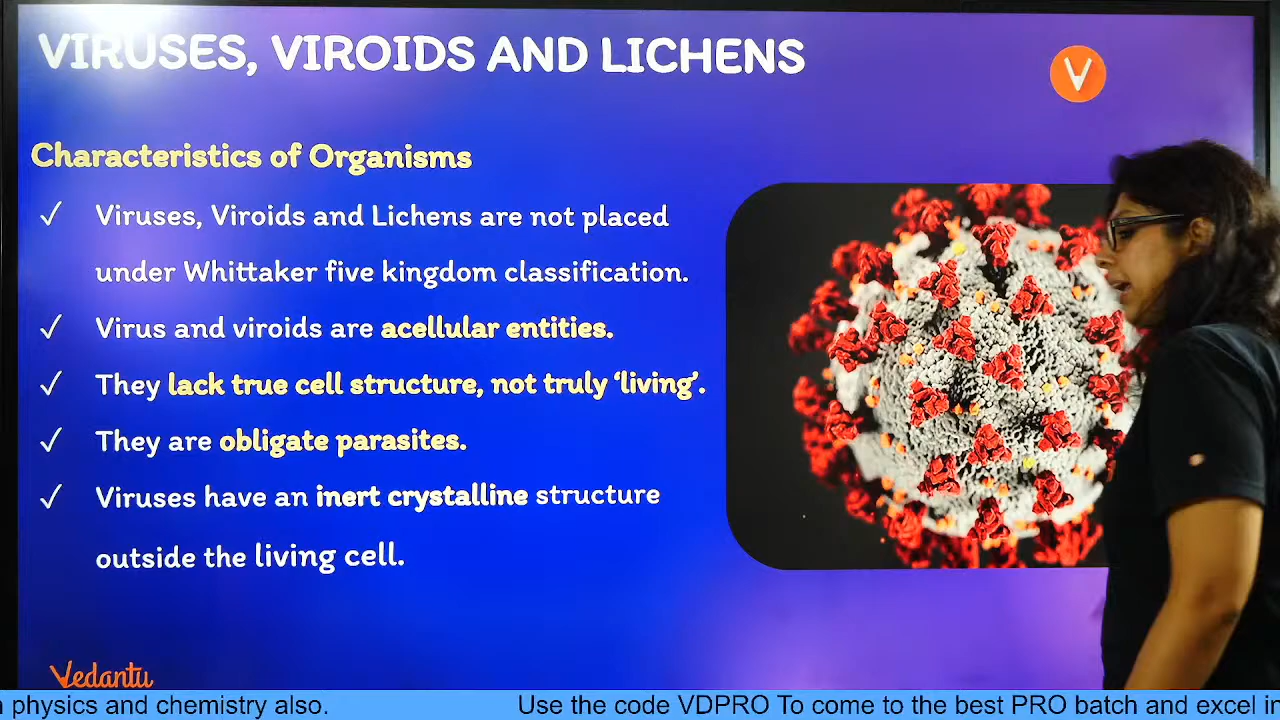 VIRUSES, VIROIDS AND LICHENS
V
Characteristics of Organisms
✓ Viruses, Viroids and Lichens are not placed
under Whittaker five kingdom classification.
✓ Virus and viroids are acellular entities.
✓ They lack true cell structure, not truly ‘living’.
✓ They are obligate parasites.
✓ Viruses have an inert crystalline structure
outside the living cell.
Vedantu
physics and chemistry also. Use the code VDPRO To come to the best PRO batch and excel in